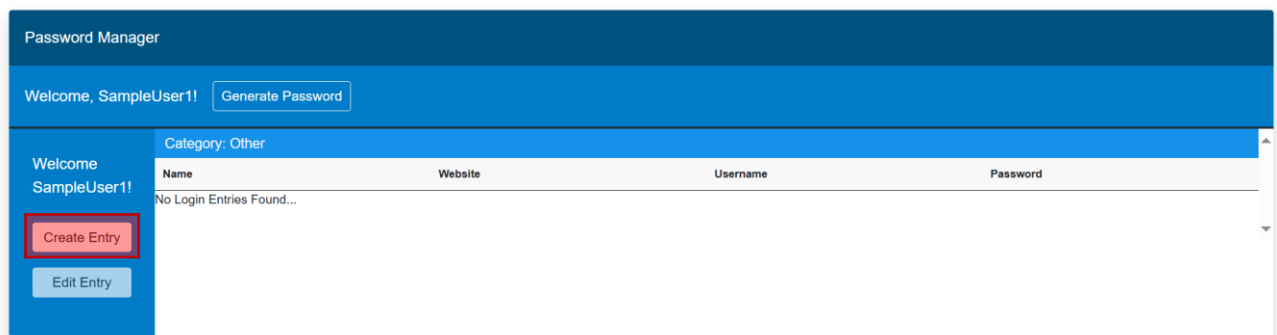 Password Manager
Welcome, SampleUser1! Generate Password
Welcome
SampleUser1!
Create Entry
Edit Entry
Category: Other
Name Website Username Password
No Login Entries Found...